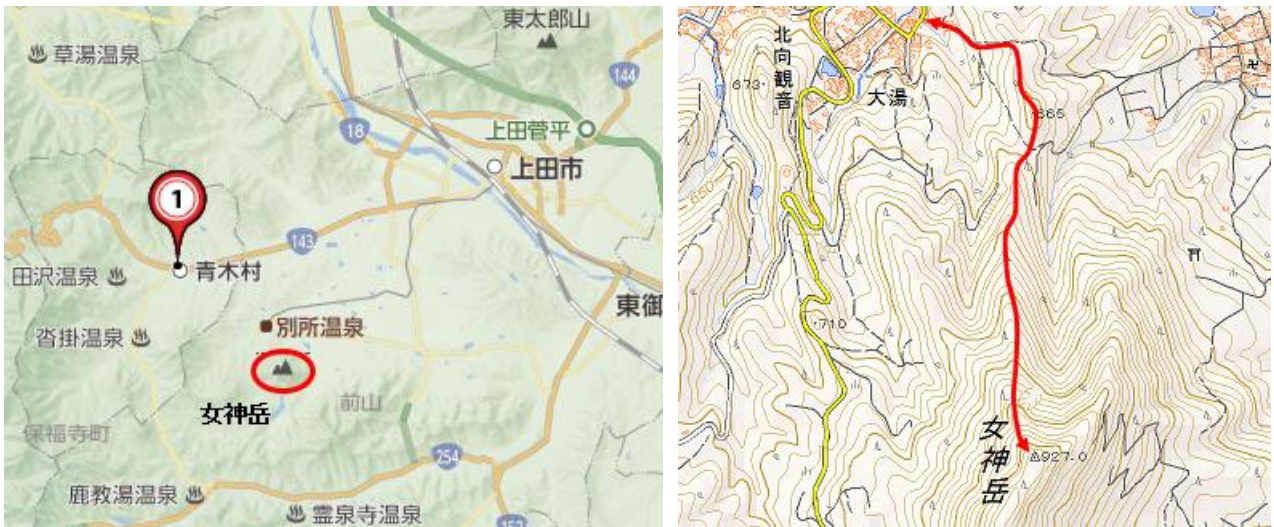 東太郎山
草湯温泉
144
18
上田菅平
上田市
1
143
青木村
田沢温泉
東御
別所温泉
沓掛温泉
女神岳
前山
保福寺町
254
鹿教湯温泉
霊泉寺温泉
152
北向観音
673
大湯
665
650
710
女神岳
927.0